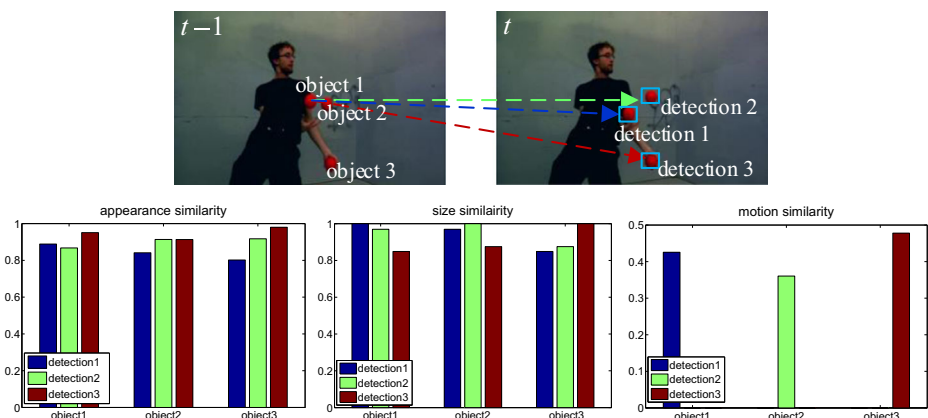 t−1
object 1
object 2
object 3
t
detection 2
detection 1
detection 3
appearance similarity
1
0.8
0.6
0.4
0.2
0
detection1
detection2
detection3
object1
object2
object3
size simiairity
1
0.8
0.6
0.4
0.2
0
detection1
detection2
detection3
object1
object2
object3
motion similarity
0.5
0.4
0.3
0.2
0.1
0
detection1
detection2
detection3
object1
object2
object3